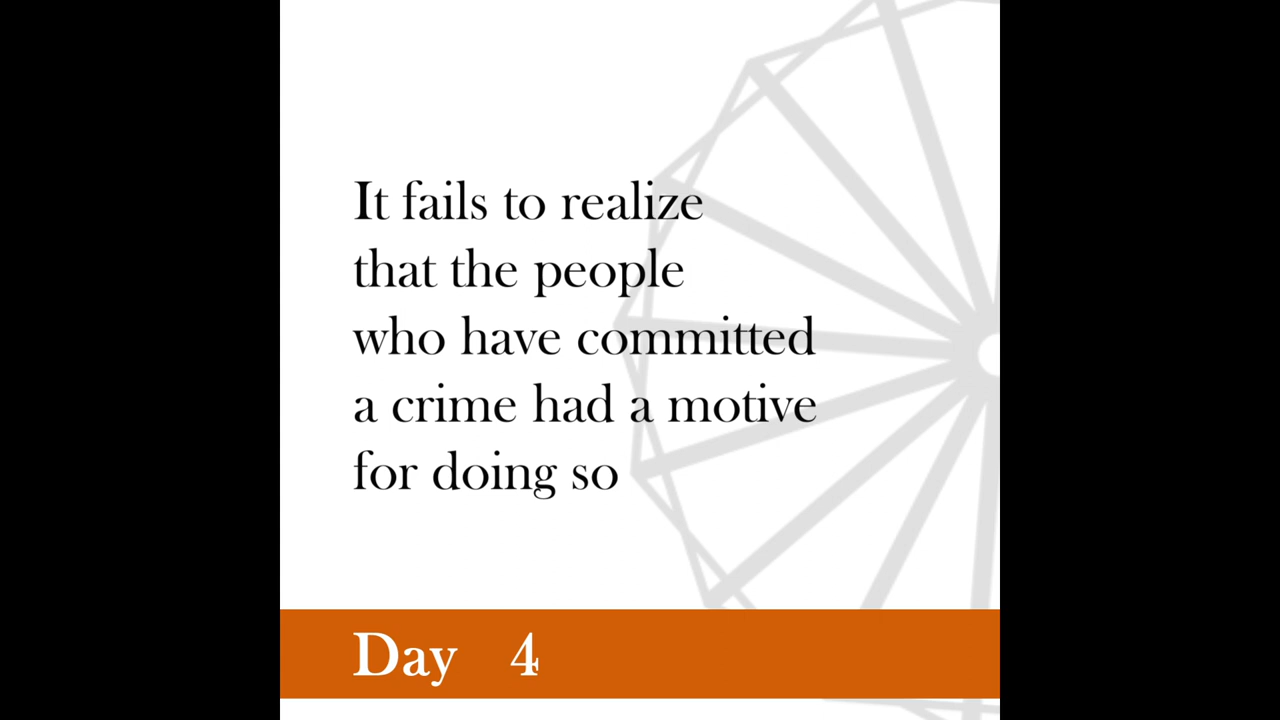 It fails to realize
that the people
who have committed
a crime had a motive
for doing so
Day 4